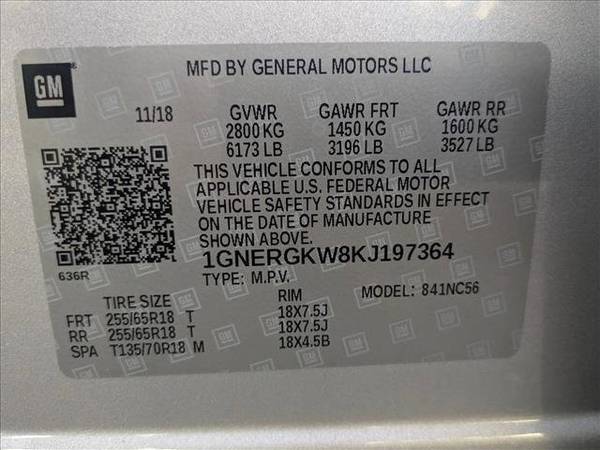 GM
MFD BY GENERAL MOTORS LLC
11/18 GVWR GAWR FRT GAWR RR
2800 KG 1450 KG 1600 KG
6173 LB 3196 LB 3527 LB
THIS VEHICLE CONFORMS TO ALL
APPLICABLE U.S. FEDERAL MOTOR
VEHICLE SAFETY STANDARDS IN EFFECT
ON THE DATE OF MANUFACTURE
SHOWN ABOVE.
636R
1GNERGKW8KJ197364
TYPE: M.P.V. MODEL: 841NC56
TIRE SIZE RIM
FRT 255/65R18 T 18X7.5J
RR 255/65R18 T 18X7.5J
SPA T135/70R18 M 18X4.5B